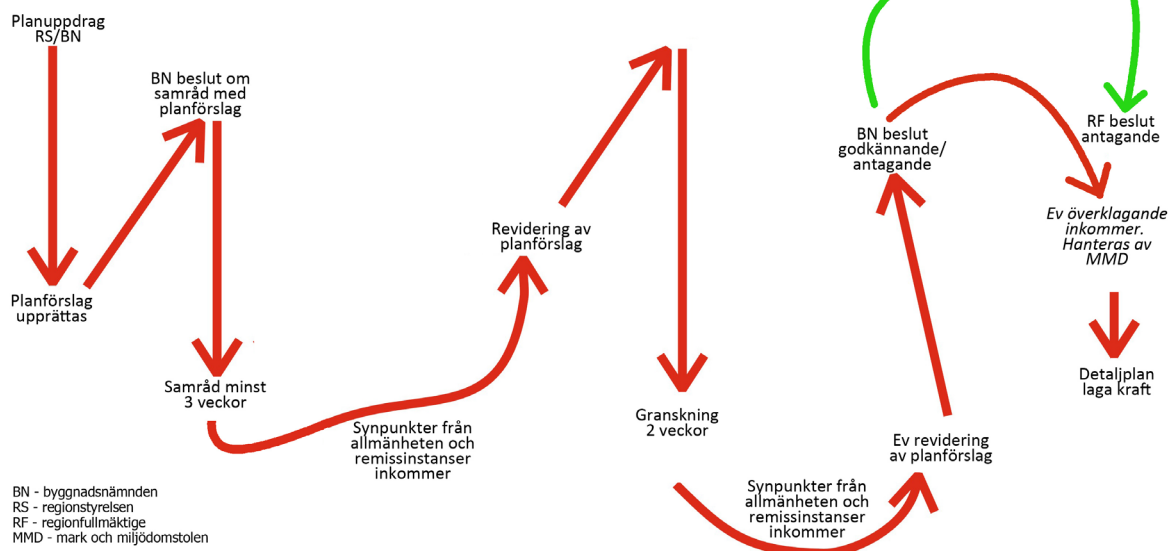 Planuppdrag
RS/BN
Planförslag
upprättas
BN beslut om
samråd med
planförslag
Samråd minst
3 veckor
Synpunkter från
allmänheten och
remissinstanser
inkommer
Revidering av
planförslag
Granskning
2 veckor
Synpunkter från
allmänheten och
remissinstanser
inkommer
Ev revidering
av planförslag
BN beslut
godkännande/
antagande
RF beslut
antagande
Ev överklagande
inkommer.
Hanteras av
MMD
Detaljplan
laga kraft
BN - byggnadsnämnden
RS - regionstyrelsen
RF - regionfullmäktige
MMD - mark och miljödomstolen